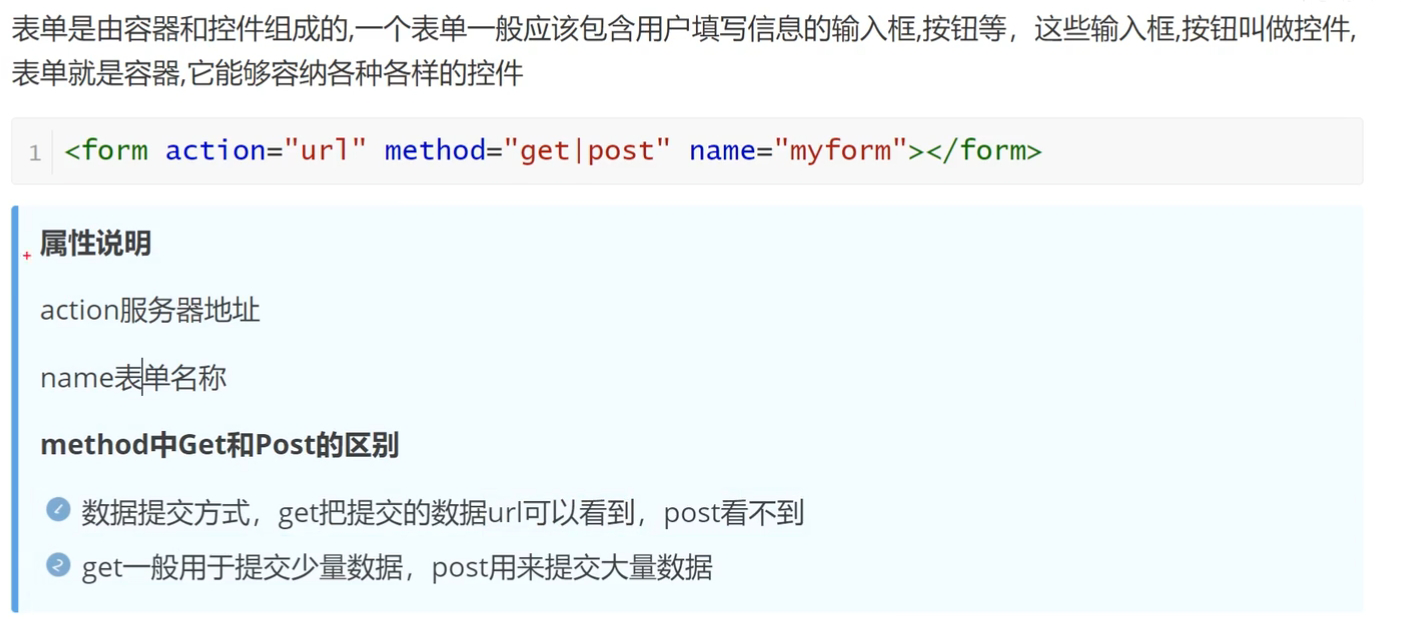 表单是由容器和控件组成的,一个表单一般应该包含用户填写信息的输入框,按钮等，这些输入框,按钮叫做控件,
表单就是容器,它能够容纳各种各样的控件
1 <form action="url" method="get|post" name="myform"></form>
属性说明
action服务器地址
name表单名称
method中Get和Post的区别
1 数据提交方式，get把提交的数据url可以看到，post看不到
2 get一般用于提交少量数据，post用来提交大量数据